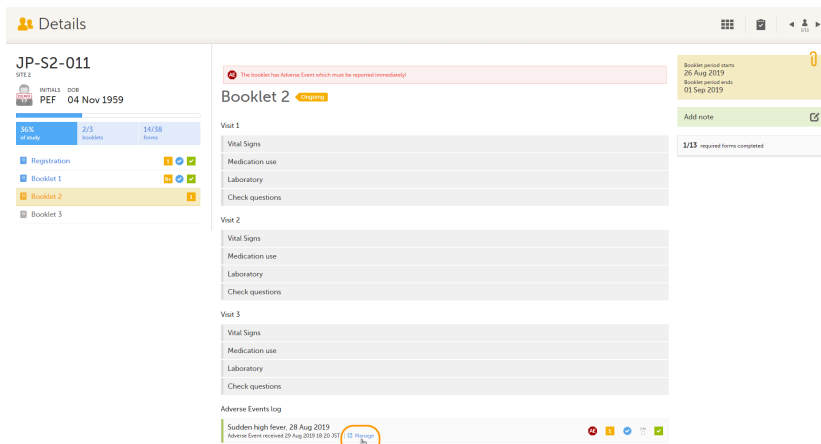 Details
JP-S2-011
SITE 2
INITIALS DOB
PEF 04 Nov 1959
36% 2/3 14/38
of study booklets forms
Registration
Booklet 1
Booklet 2
Booklet 3
AE The booklet has Adverse Event which must be reported immediately!
Booklet 2 Ongoing
Visit 1
Vital Signs
Medication use
Laboratory
Check questions
Visit 2
Vital Signs
Medication use
Laboratory
Check questions
Visit 3
Vital Signs
Medication use
Laboratory
Check questions
Adverse Events log
Sudden high fever, 28 Aug 2019
Adverse Event received 29 Aug 2019 18:20 JST Manage
AE 1
Booklet period starts
26 Aug 2019
Booklet period ends
01 Sep 2019
Add note
1/13 required forms completed